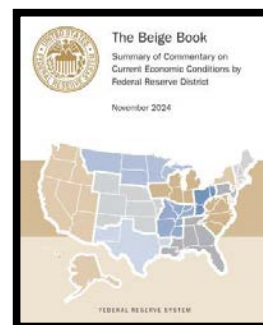 The Beige Book
Summary of Commentary on
Current Economic Conditions by
Federal Reserve District
November 2024
FEDERAL RESERVE SYSTEM